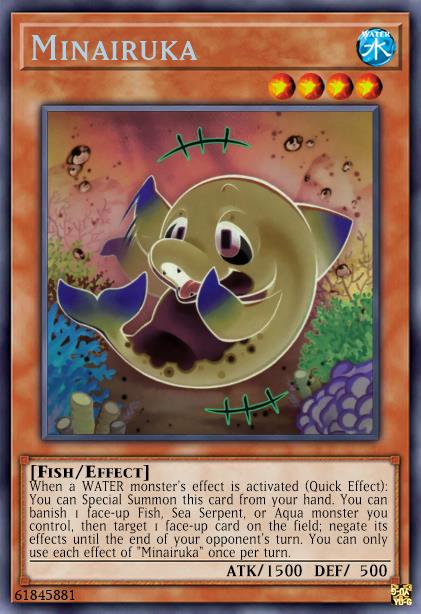 MINAIRUKA
WATER
水
[FISH/EFFECT]
When a WATER monster's effect is activated (Quick Effect):
You can Special Summon this card from your hand. You can
banish 1 face-up Fish, Sea Serpent, or Aqua monster you
control, then target 1 face-up card on the field; negate its
effects until the end of your opponent's turn. You can only
use each effect of "Minairuka" once per turn.
ATK/1500 DEF/ 500
61845881